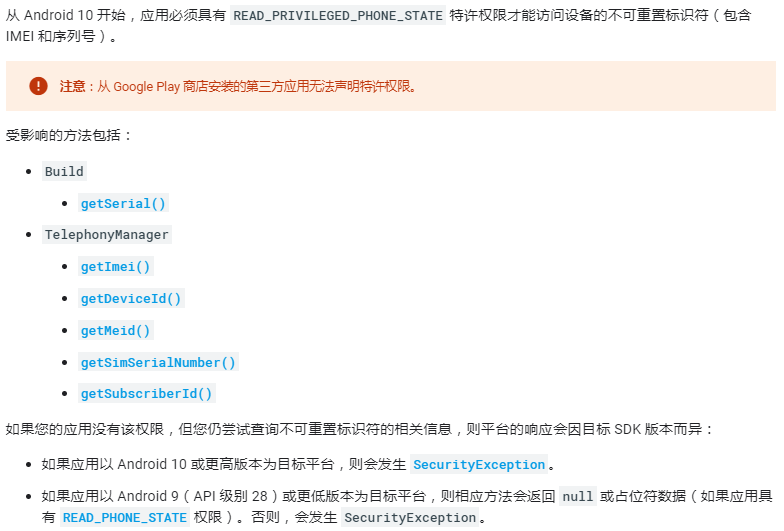 从 Android 10 开始，应用必须具有 READ_PRIVILEGED_PHONE_STATE 特许权限才能访问设备的不可重置标识符（包含
IMEI 和序列号）。
注意：从 Google Play 商店安装的第三方应用无法声明特许权限。
受影响的方法包括：
Build
getSerial()
TelephonyManager
getImei()
getDeviceId()
getMeid()
getSimSerialNumber()
getSubscriberId()
如果您的应用没有该权限，但您仍尝试查询不可重置标识符的相关信息，则平台的响应会因目标 SDK 版本而异：
如果应用以 Android 10 或更高版本为目标平台，则会发生 SecurityException。
如果应用以 Android 9（API 级别 28）或更低版本为目标平台，则相应方法会返回 null 或占位符数据（如果应用具
有 READ_PHONE_STATE 权限）。否则，会发生 SecurityException。